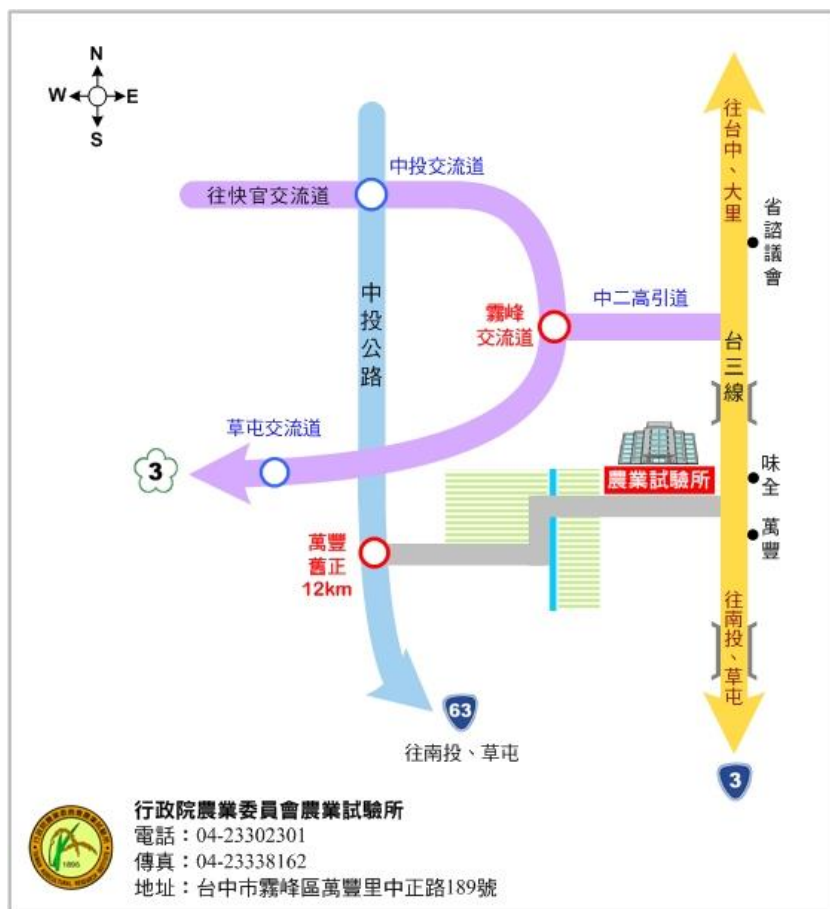 N
W
E
S
往台中、大里
省諮議會
中投交流道
往快官交流道
中二高引道
霧峰
交流道
中投公路
台三線
草屯交流道
3
農業試驗所
味全
萬豐
萬豐
舊正
12km
往南投、草屯
63
往南投、草屯
3
行政院農業委員會農業試驗所
電話：04-23302301
傳真：04-23338162
地址：台中市霧峰區萬豐里中正路189號
1895